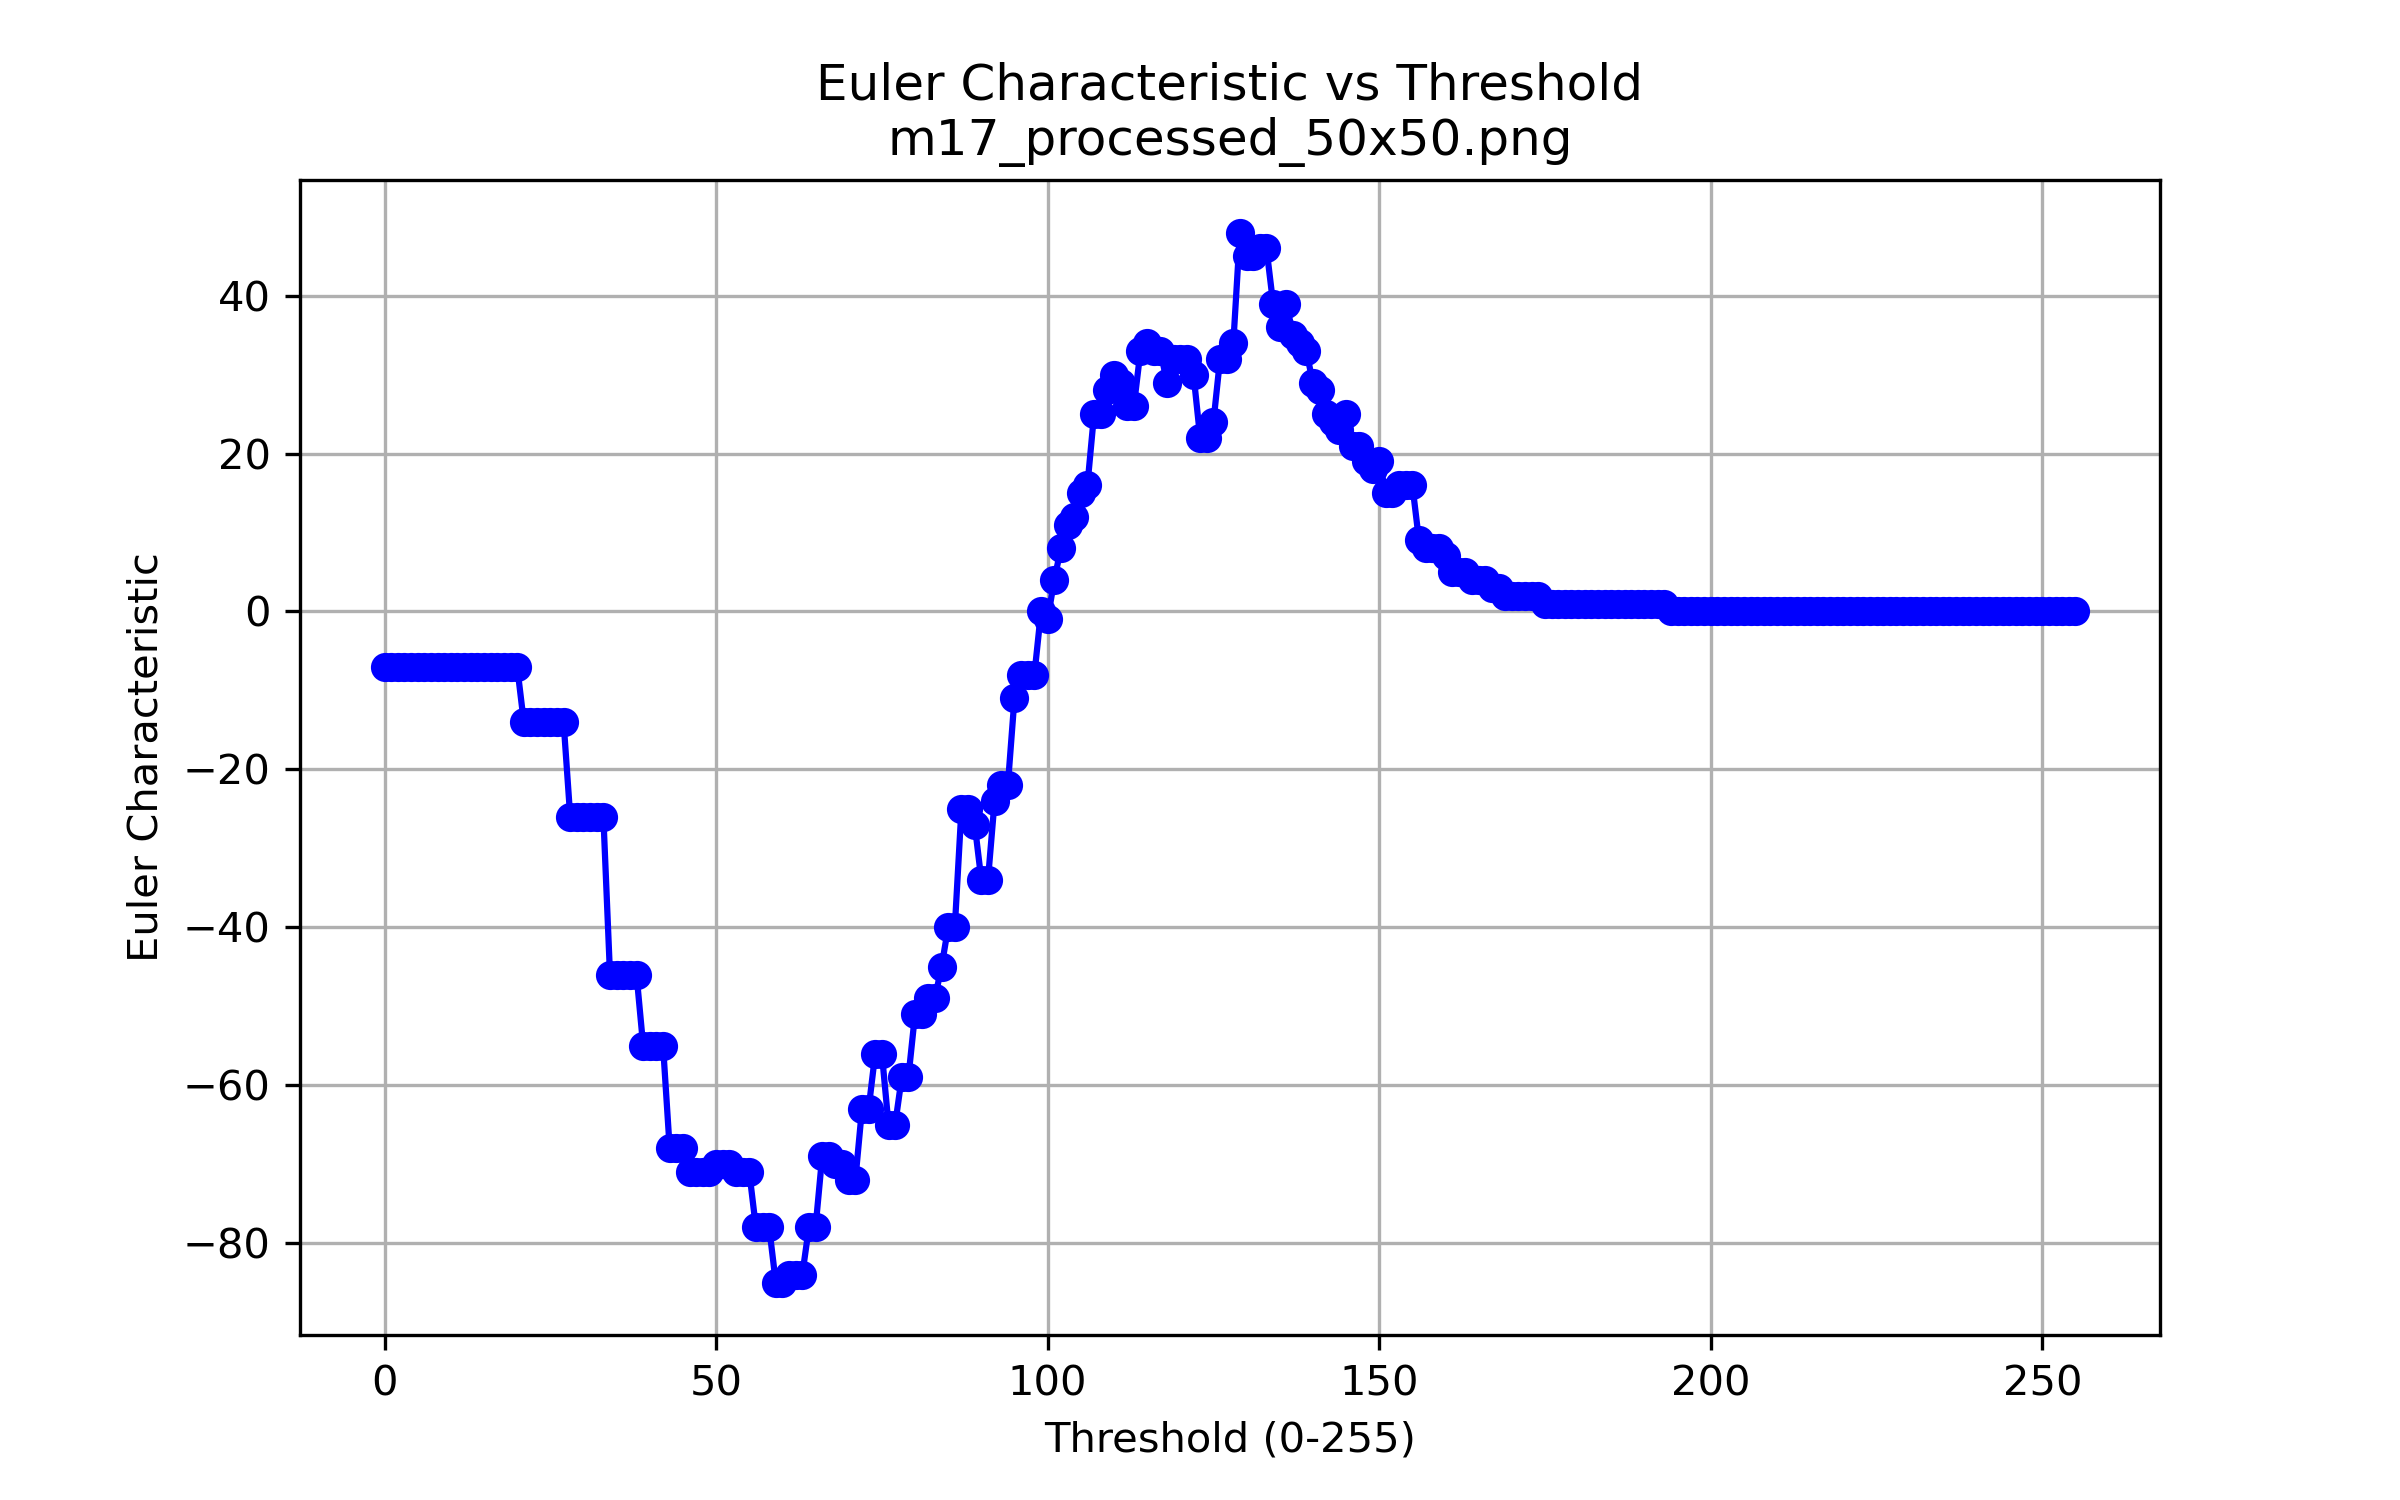 Euler Characteristic vs Threshold
m17_processed_50x50.png
Euler Characteristic
40
20
0
−20
−40
−60
−80
0 50 100 150 200 250
Threshold (0-255)